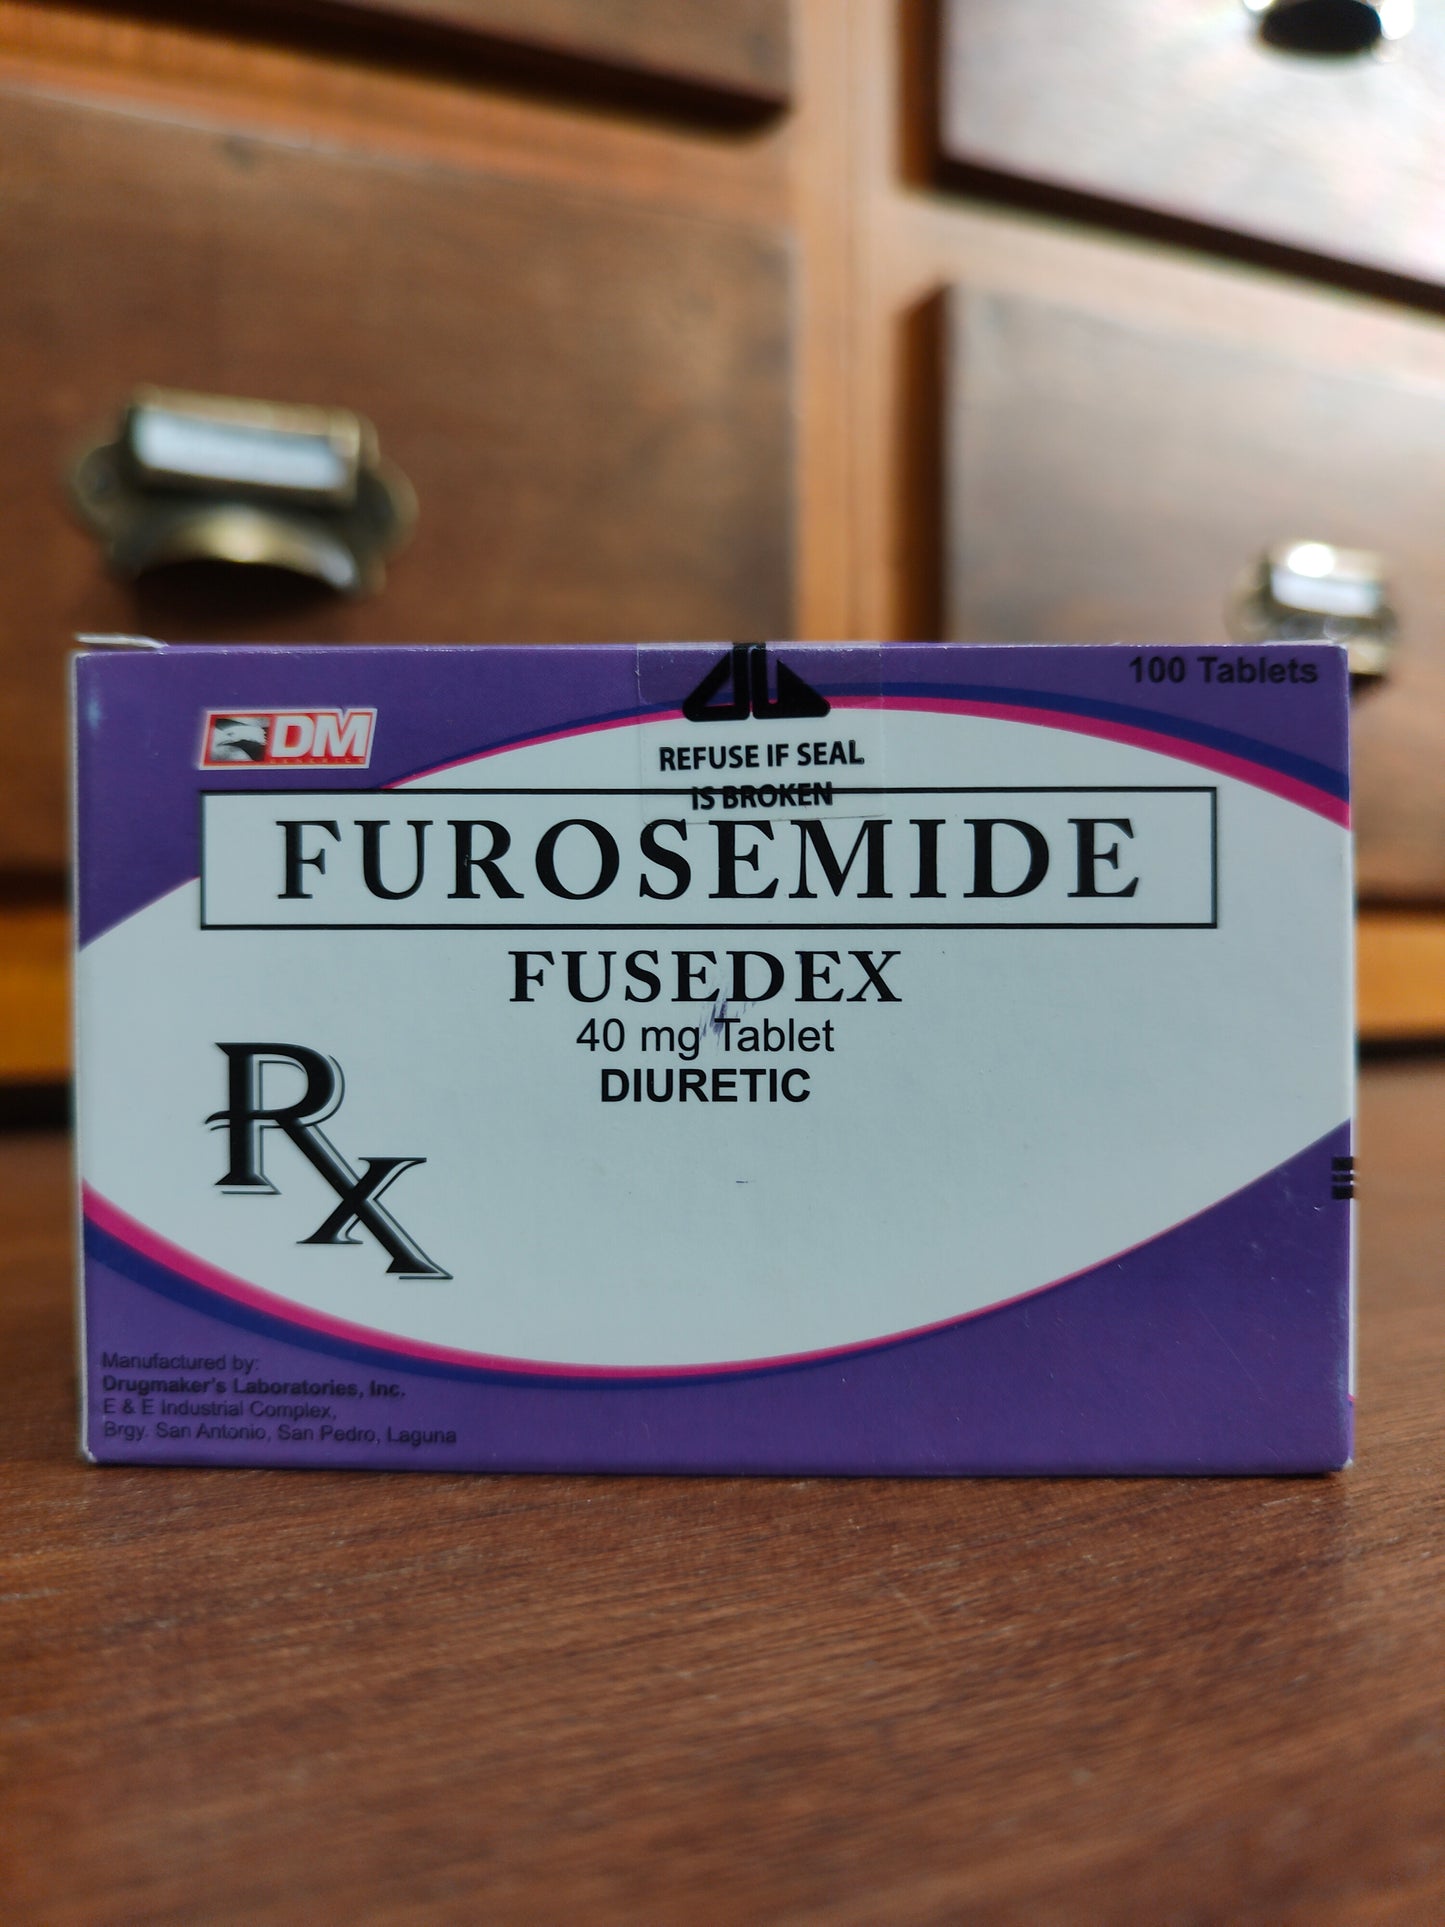 100 Tablets
DM
GENERICS
REFUSE IF SEAL
IS BROKEN
FUROSEMIDE
FUSEDEX
40 mg Tablet
DIURETIC
Rx
Manufactured by:
Drugmaker's Laboratories, Inc.
E & E Industrial Complex,
Brgy. San Antonio, San Pedro, Laguna